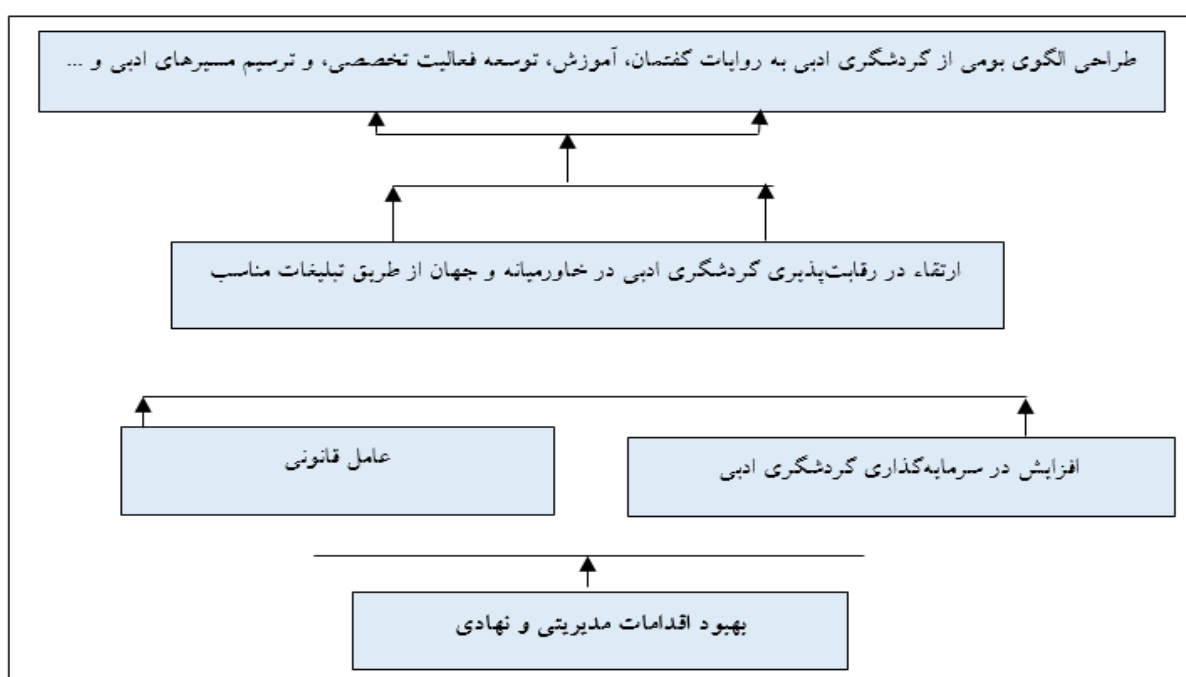 طراحی الگوی بومی از گردشگری ادبی به روایات گفتمان، آموزش، توسعه فعالیت تخصصی، و ترسیم مسیرهای ادبی و ...
ارتقاء در رقابت‌پذیری گردشگری ادبی در خاورمیانه و جهان از طریق تبلیغات مناسب
افزایش در سرمایه‌گذاری گردشگری ادبی
عامل قانونی
بهبود اقدامات مدیریتی و نهادی